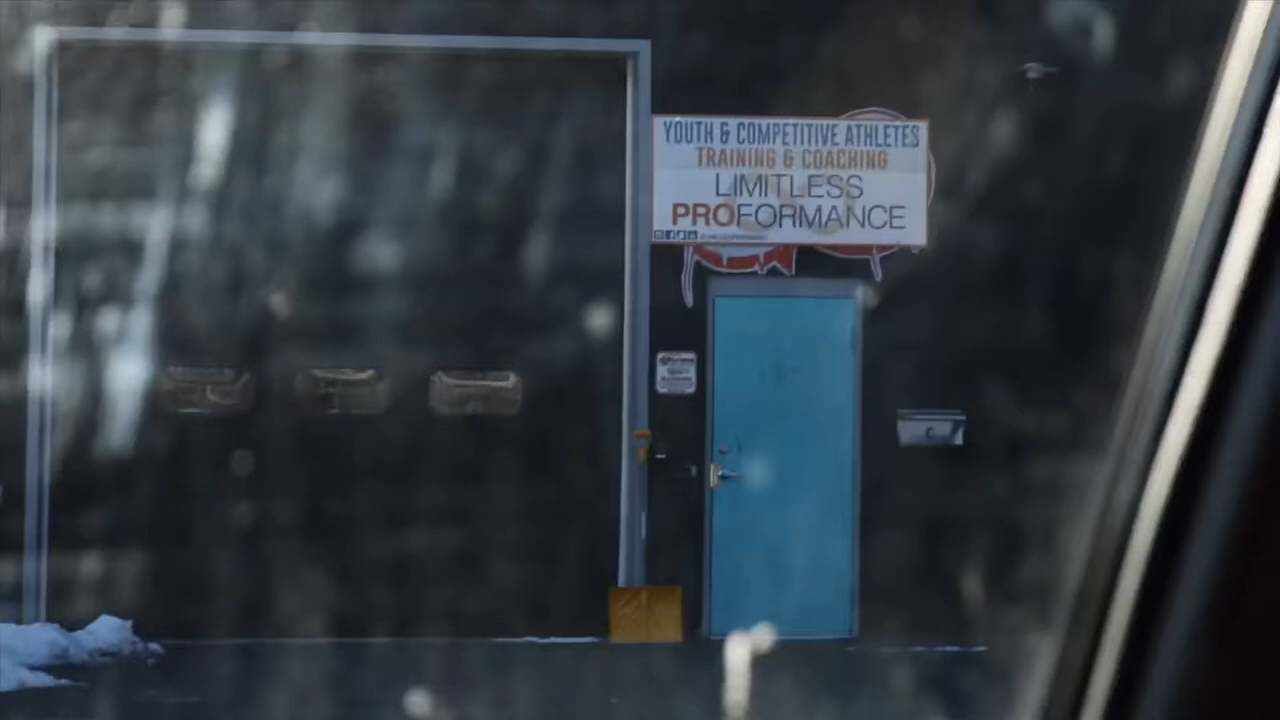 YOUTH & COMPETITIVE ATHLETES
TRAINING & COACHING
LIMITLESS
PROFORMANCE
C